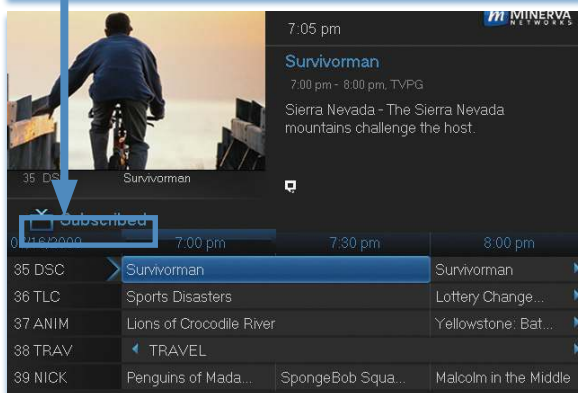 7:05 pm
m MINERVA
NETWORKS
Survivorman
7:00 pm - 8:00 pm, TVPG
Sierra Nevada - The Sierra Nevada
mountains challenge the host.
35 DSC Survivorman
Subscribed
7:00 pm 7:30 pm 8:00 pm
35 DSC Survivorman Survivorman
36 TLC Sports Disasters Lottery Change...
37 ANIM Lions of Crocodile River Yellowstone: Bat...
38 TRAV TRAVEL
39 NICK Penguins of Mada... SpongeBob Squa... Malcolm in the Middle